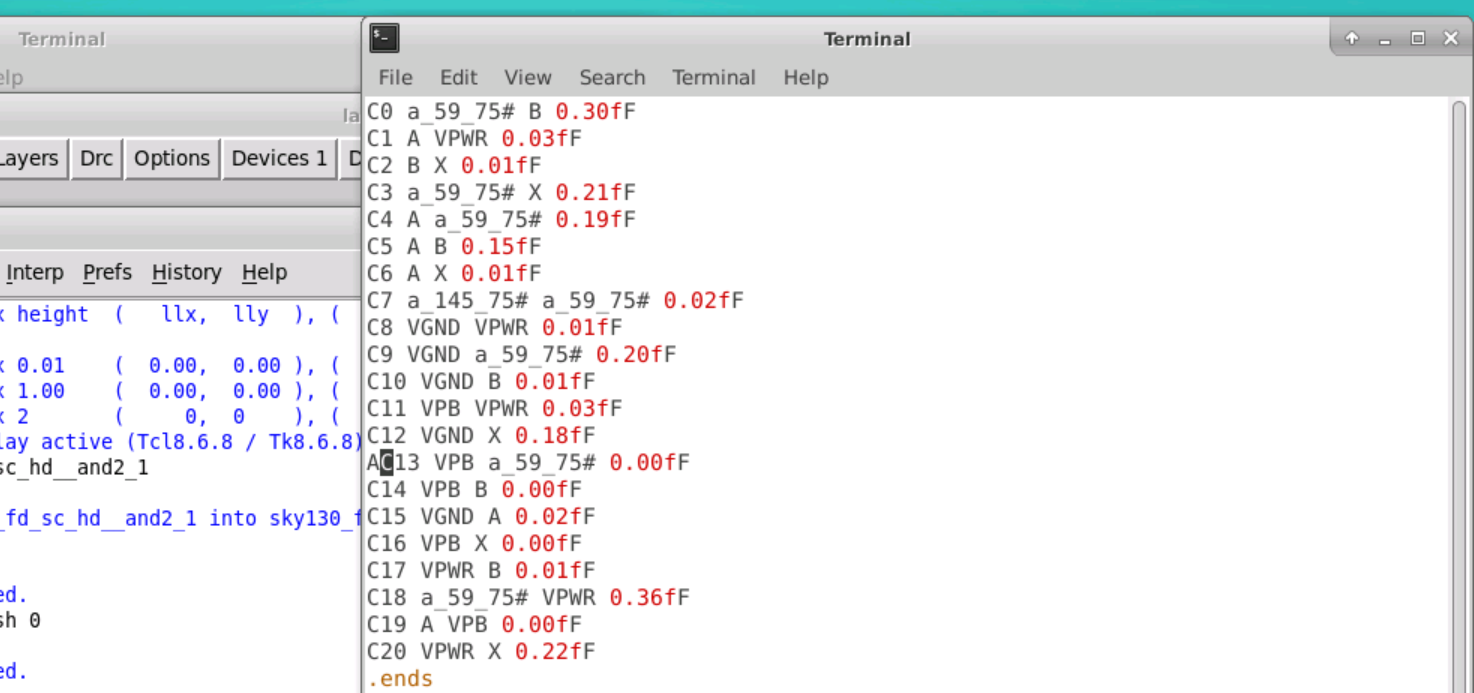 Terminal
elp
la
Layers Drc Options Devices 1 D
Interp Prefs History Help
x height ( llx, lly ), (
x 0.01 ( 0.00, 0.00 ), (
x 1.00 ( 0.00, 0.00 ), (
x 2 ( 0, 0 ), (
lay active (Tcl8.6.8 / Tk8.6.8)
sc_hd__and2_1
_fd_sc_hd__and2_1 into sky130_f
ed.
sh 0
ed.
Terminal
File Edit View Search Terminal Help
C0 a_59_75# B 0.30fF
C1 A VPWR 0.03fF
C2 B X 0.01fF
C3 a_59_75# X 0.21fF
C4 A a_59_75# 0.19fF
C5 A B 0.15fF
C6 A X 0.01fF
C7 a_145_75# a_59_75# 0.02fF
C8 VGND VPWR 0.01fF
C9 VGND a_59_75# 0.20fF
C10 VGND B 0.01fF
C11 VPB VPWR 0.03fF
C12 VGND X 0.18fF
AC13 VPB a_59_75# 0.00fF
C14 VPB B 0.00fF
C15 VGND A 0.02fF
C16 VPB X 0.00fF
C17 VPWR B 0.01fF
C18 a_59_75# VPWR 0.36fF
C19 A VPB 0.00fF
C20 VPWR X 0.22fF
.ends